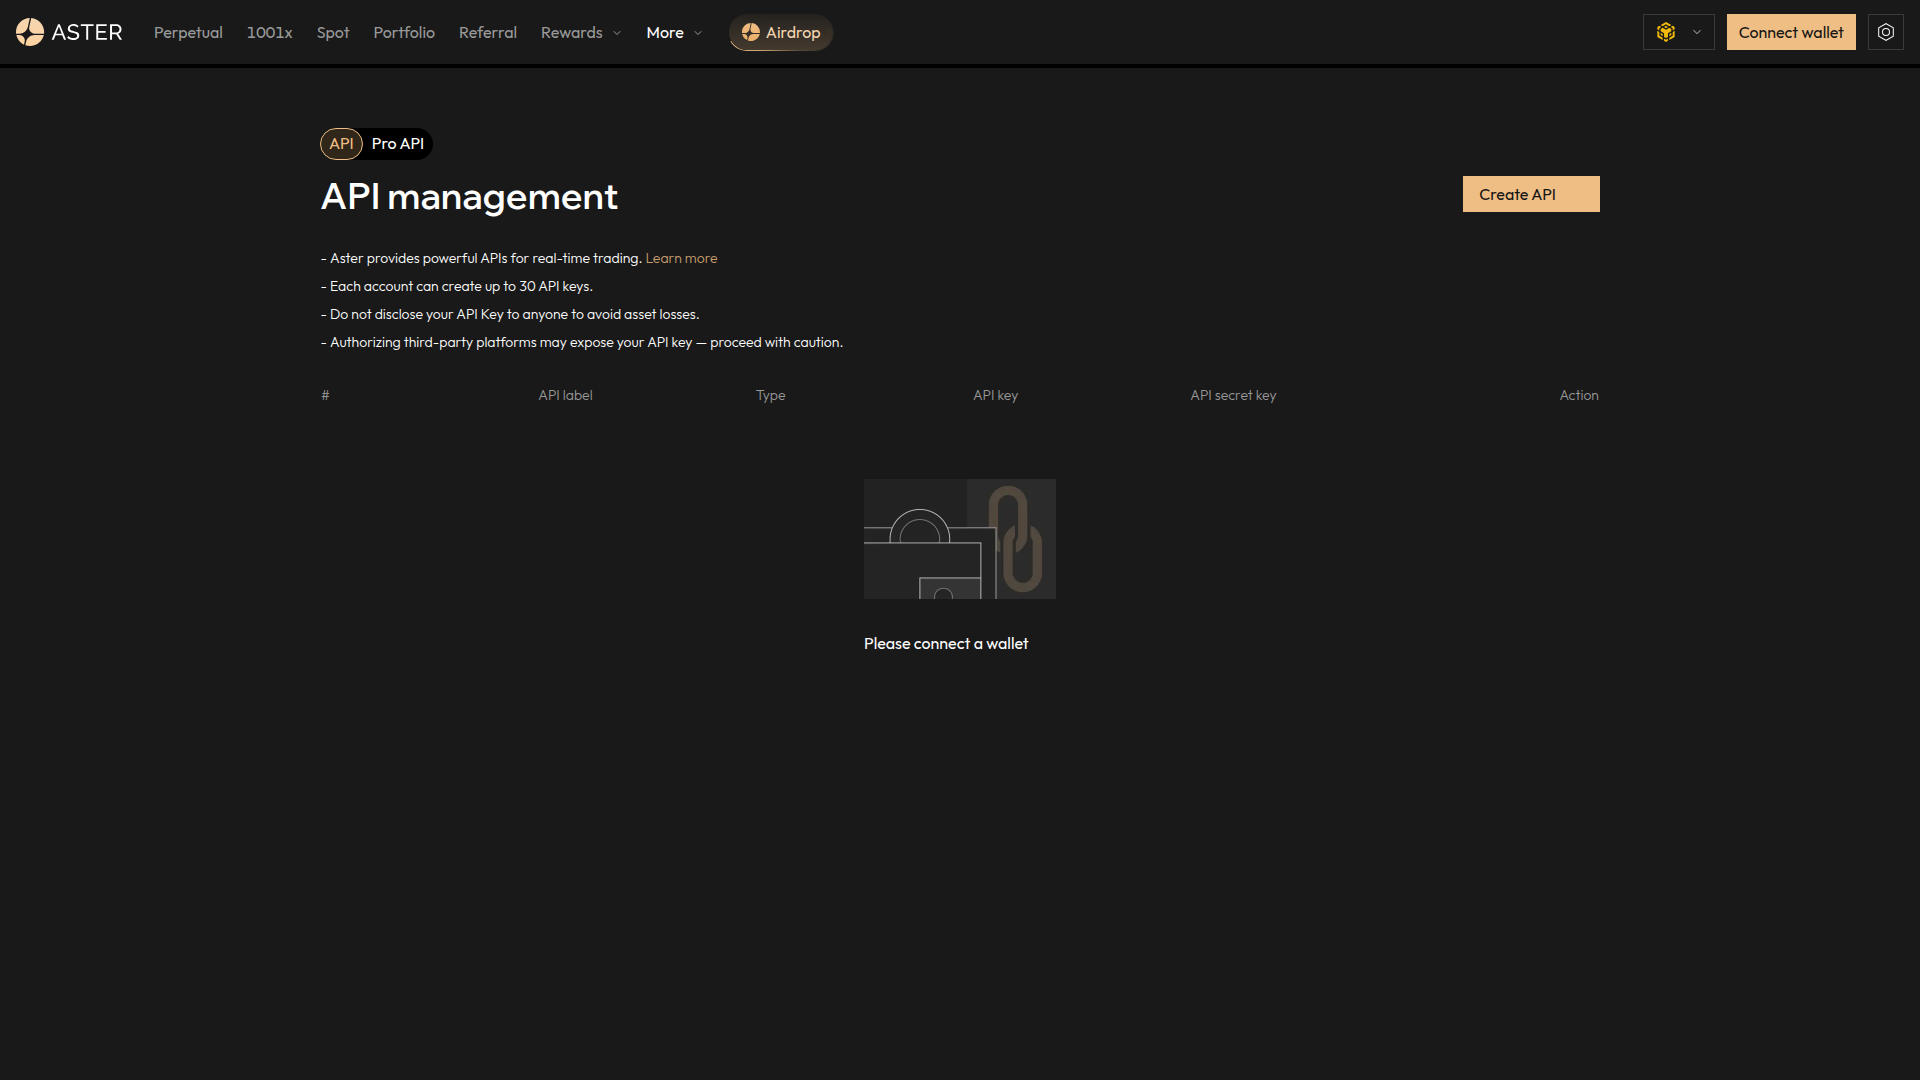 ASTER Perpetual 1001x Spot Portfolio Referral Rewards More Airdrop Connect wallet
API Pro API
API management
Create API
- Aster provides powerful APIs for real-time trading. Learn more
- Each account can create up to 30 API keys.
- Do not disclose your API Key to anyone to avoid asset losses.
- Authorizing third-party platforms may expose your API key — proceed with caution.
# API label Type API key API secret key Action
Please connect a wallet